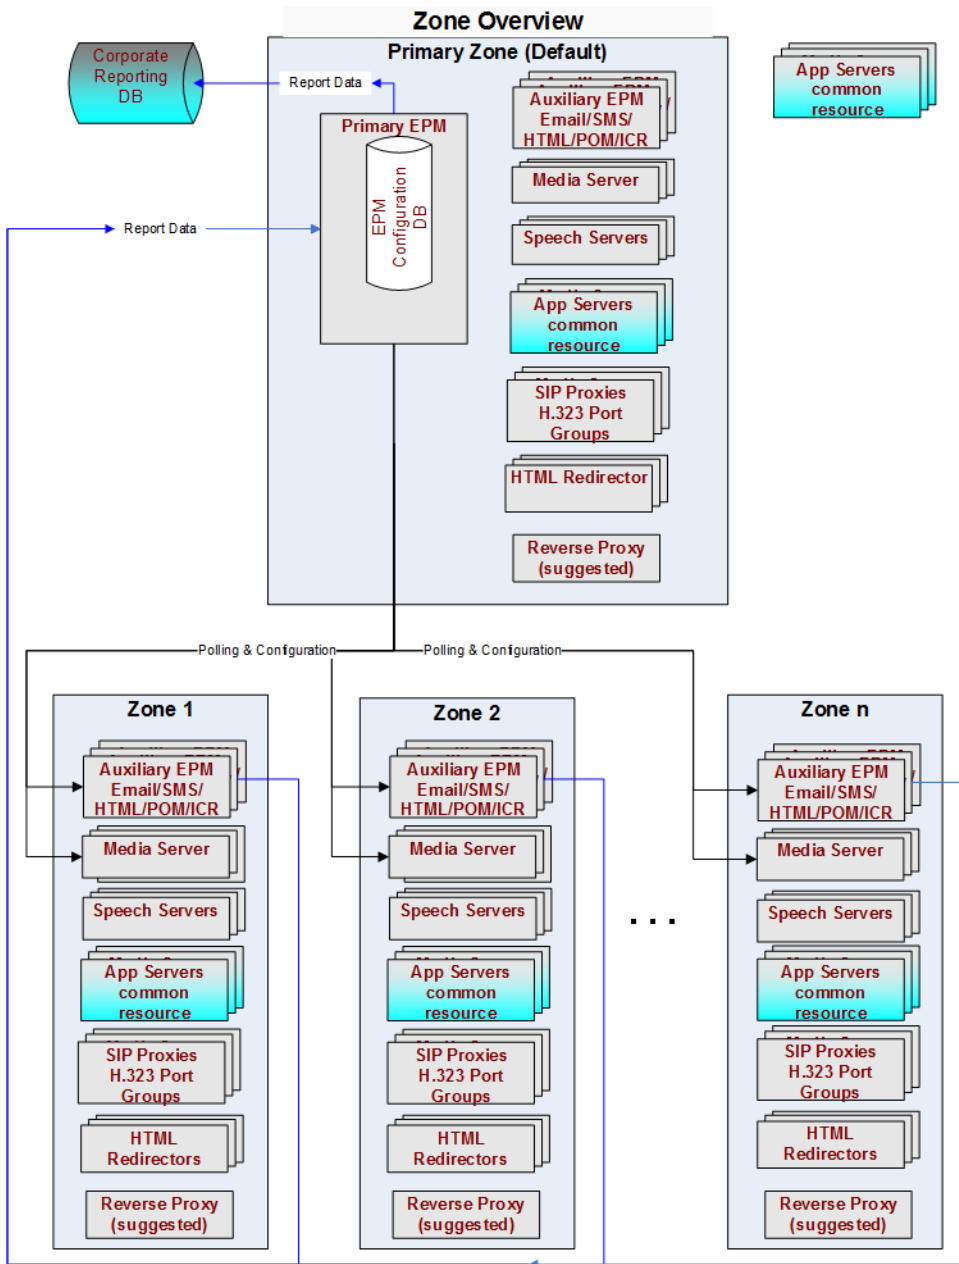 Zone Overview
Primary Zone (Default)
Corporate
Reporting
DB
Report Data
App Servers
common
resource
Primary EPM
EPM
Configuration
DB
Auxiliary EPM
Email/SMS/
HTML/POM/ICR
Media Server
Report Data
Speech Servers
App Servers
common
resource
SIP Proxies
H.323 Port
Groups
HTML Redirector
Reverse Proxy
(suggested)
Polling & Configuration
Polling & Configuration
Zone 1
Auxiliary EPM
Email/SMS/
HTML/POM/ICR
Media Server
Speech Servers
App Servers
common
resource
SIP Proxies
H.323 Port
Groups
HTML
Redirectors
Reverse Proxy
(suggested)
Zone 2
Auxiliary EPM
Email/SMS/
HTML/POM/ICR
Media Server
Speech Servers
App Servers
common
resource
SIP Proxies
H.323 Port
Groups
HTML
Redirectors
Reverse Proxy
(suggested)
...
Zone n
Auxiliary EPM
Email/SMS/
HTML/POM/ICR
Media Server
Speech Servers
App Servers
common
resource
SIP Proxies
H.323 Port
Groups
HTML
Redirectors
Reverse Proxy
(suggested)